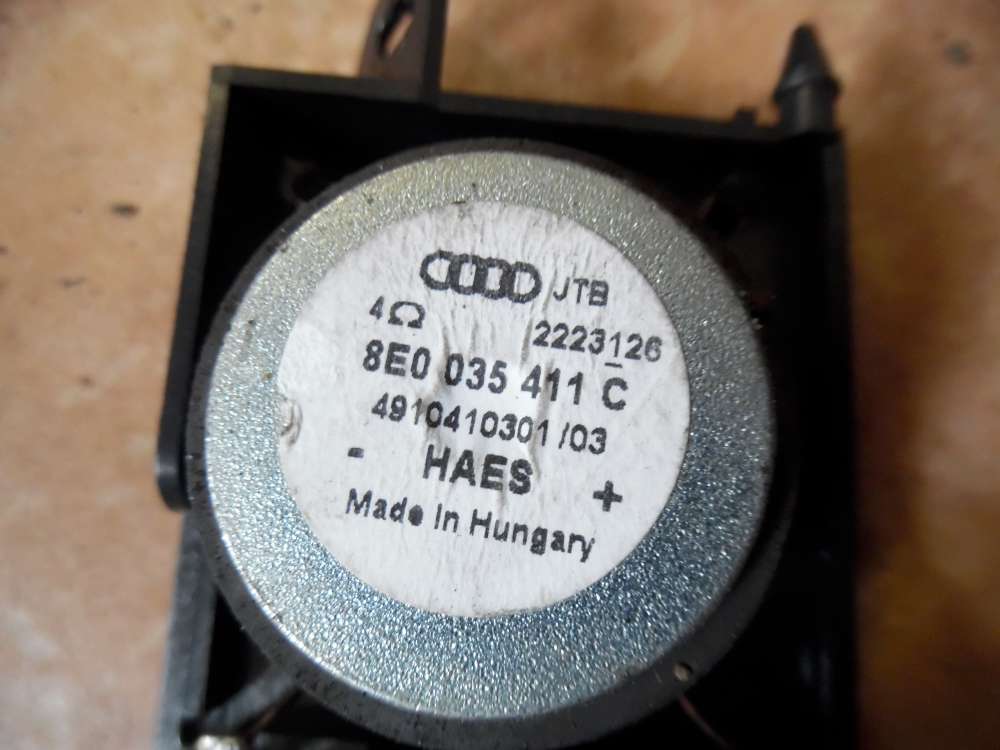 JTB
4Ω
2223126
8E0 035 411 C
4910410301/03
- HAES +
Made In Hungary